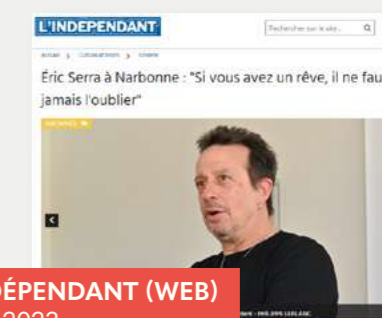 L'INDEPENDANT
Rechercher sur le site...
Éric Serra à Narbonne : "Si vous avez un rêve, il ne fau
jamais l'oublier"
DÉPENDANT (WEB)
2023